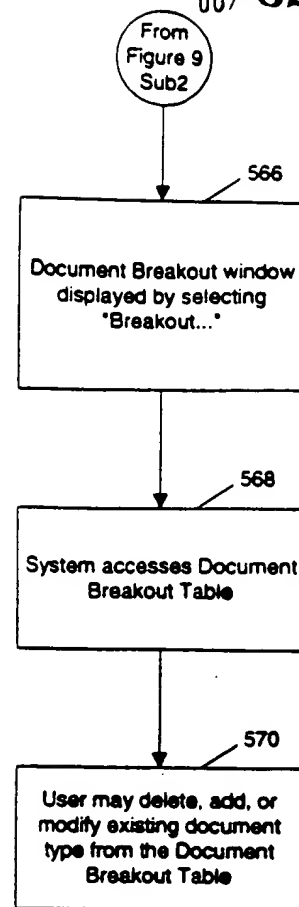 From
Figure 9
Sub2
566
Document Breakout window
displayed by selecting
"Breakout..."
568
System accesses Document
Breakout Table
570
User may delete, add, or
modify existing document
type from the Document
Breakout Table